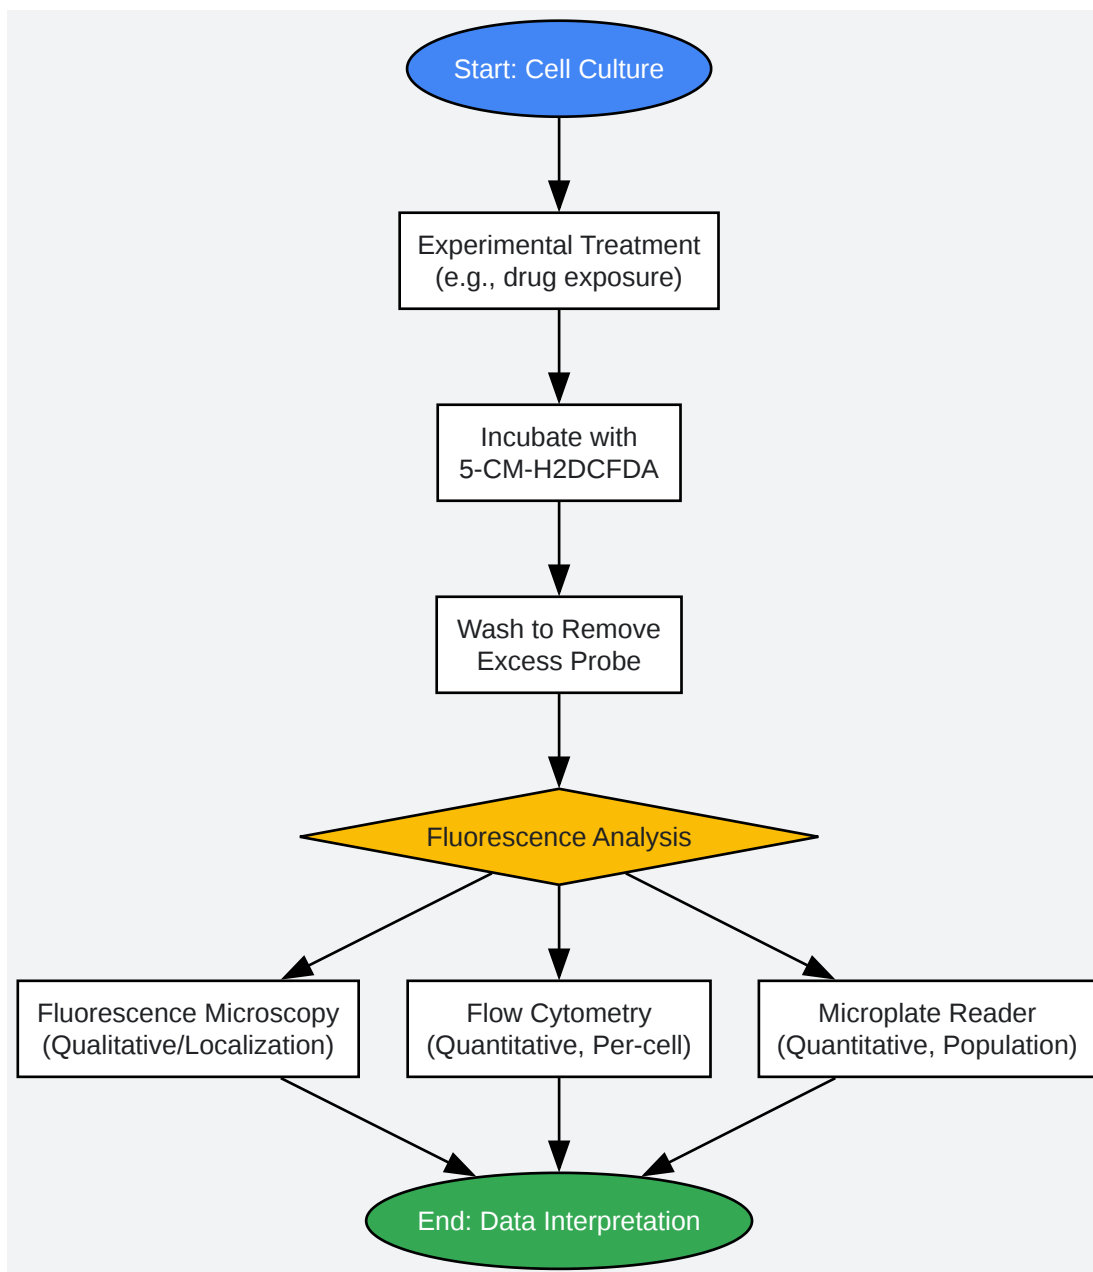 Start: Cell Culture
Experimental Treatment
(e.g., drug exposure)
Incubate with
5-CM-H2DCFDA
Wash to Remove
Excess Probe
Fluorescence Analysis
Fluorescence Microscopy
(Qualitative/Localization)
Flow Cytometry
(Quantitative, Per-cell)
Microplate Reader
(Quantitative, Population)
End: Data Interpretation